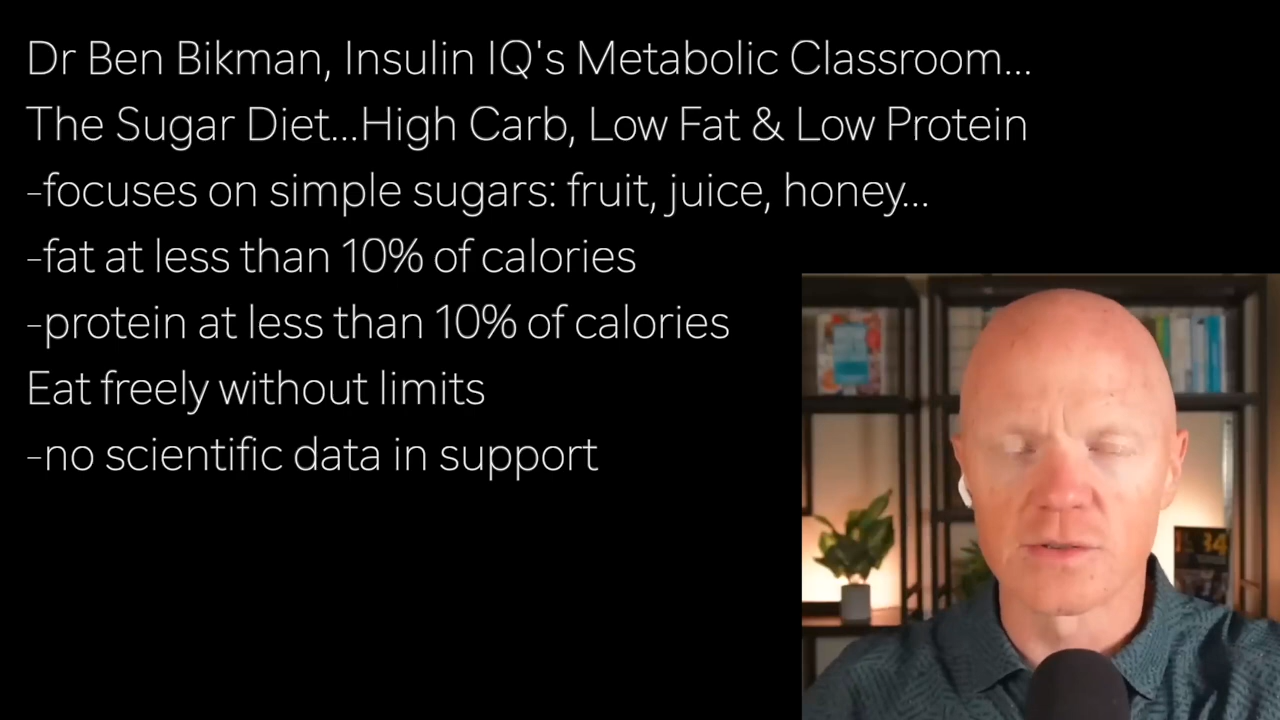 Dr Ben Bikman, Insulin IQ's Metabolic Classroom...
The Sugar Diet...High Carb, Low Fat & Low Protein
-focuses on simple sugars: fruit, juice, honey...
-fat at less than 10% of calories
-protein at less than 10% of calories
Eat freely without limits
-no scientific data in support